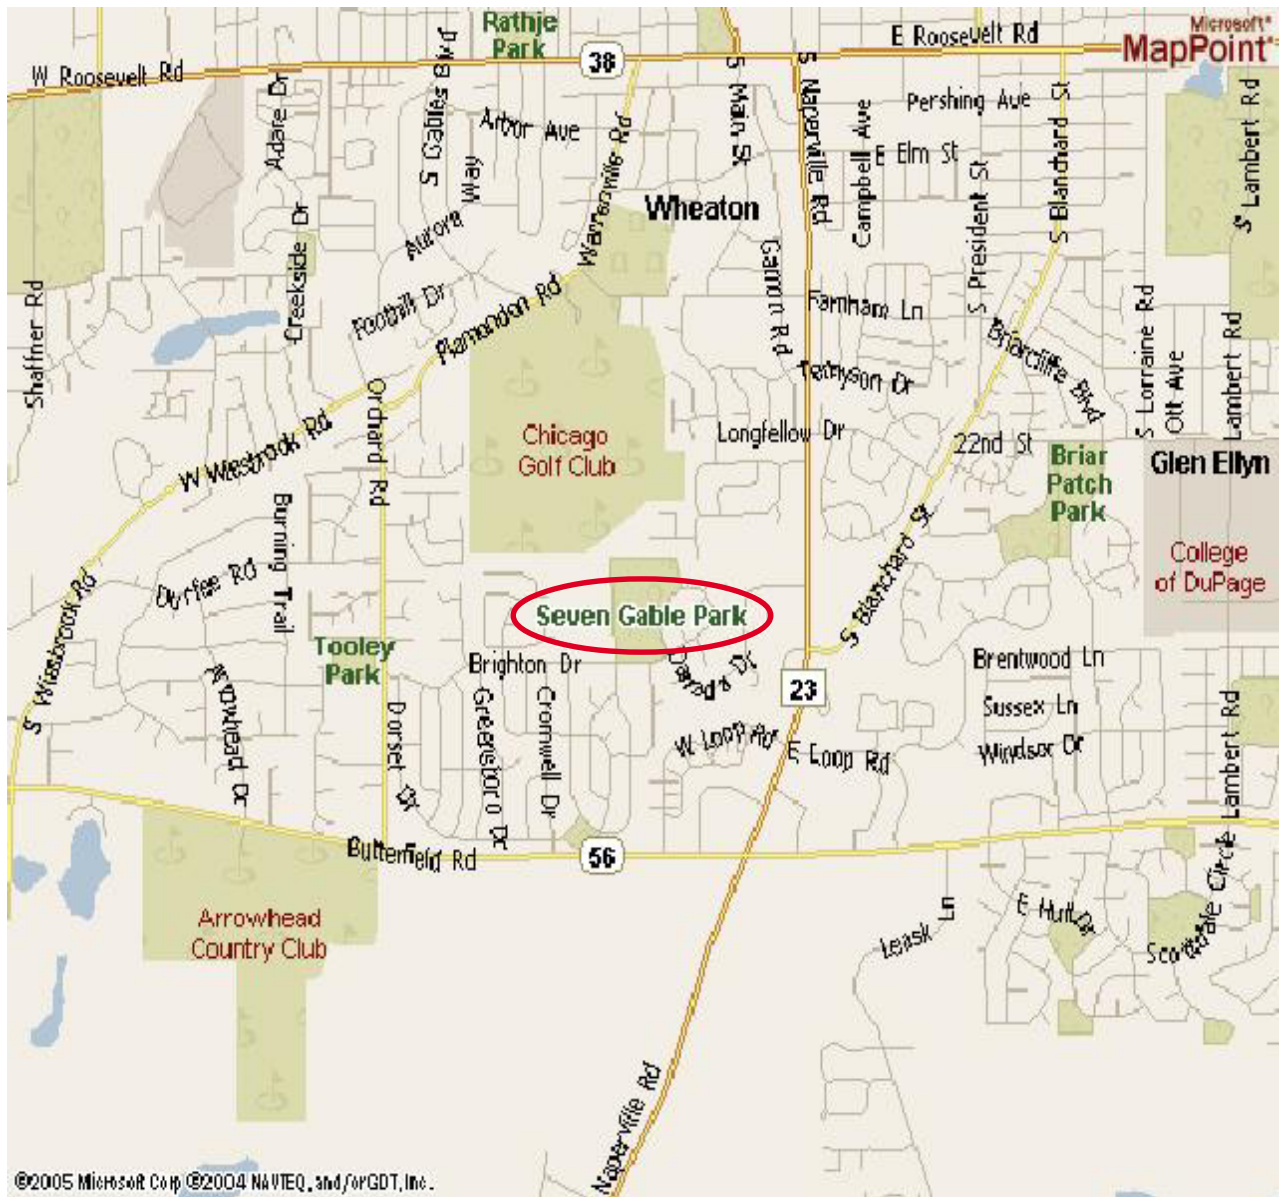 Rathje
Park
E Roosevelt Rd
Microsoft®
MapPoint®
W Roosevelt Rd
38
Adare Dr
S Gables Blvd
Arbor Ave
Way
Aurora
Warrenville Rd
S Main St
S Naperville Rd
Campbell Ave
Pershing Ave
E Elm St
S President St
S Blanchard St
S Lambert Rd
Wheaton
Creekside Dr
Foothill Dr
Plamondon Rd
Gamon Rd
Farnham Ln
Briarcliffe Blvd
S Lorraine Rd
Ott Ave
Lambert Rd
Shaffner Rd
Tennyson Dr
Orchard Rd
W Wiesbrook Rd
Chicago
Golf Club
Longfellow Dr
22nd St
Briar
Patch
Park
Glen Ellyn
College
of DuPage
Burning Trail
Durfee Rd
S Wiesbrook Rd
S Blanchard St
Seven Gable Park
Tooley
Park
Brighton Dr
Brentwood Ln
23
Arrowhead Dr
Dorset Dr
Greensboro Dr
Cromwell Dr
W Loop Rd
E Loop Rd
Sussex Ln
Windsor Dr
Lambert Rd
Butterfield Rd
56
Arrowhead
Country Club
Leask Ln
E Hurt Dr
Scottdale Circle
Naperville Rd
©2005 Microsoft Corp ©2004 NAVTEQ, and/or GDT, Inc.